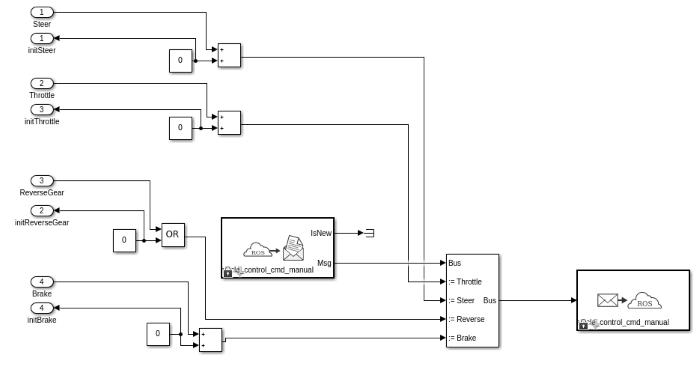 1
Steer
1
initSteer
0
+
+
2
Throttle
3
initThrottle
0
+
+
3
ReverseGear
2
initReverseGear
0
OR
IsNew
ROS
Msg
control_cmd_manual
4
Brake
4
initBrake
0
+
+
Bus
:= Throttle
:= Steer Bus
:= Reverse
:= Brake
ROS
control_cmd_manual